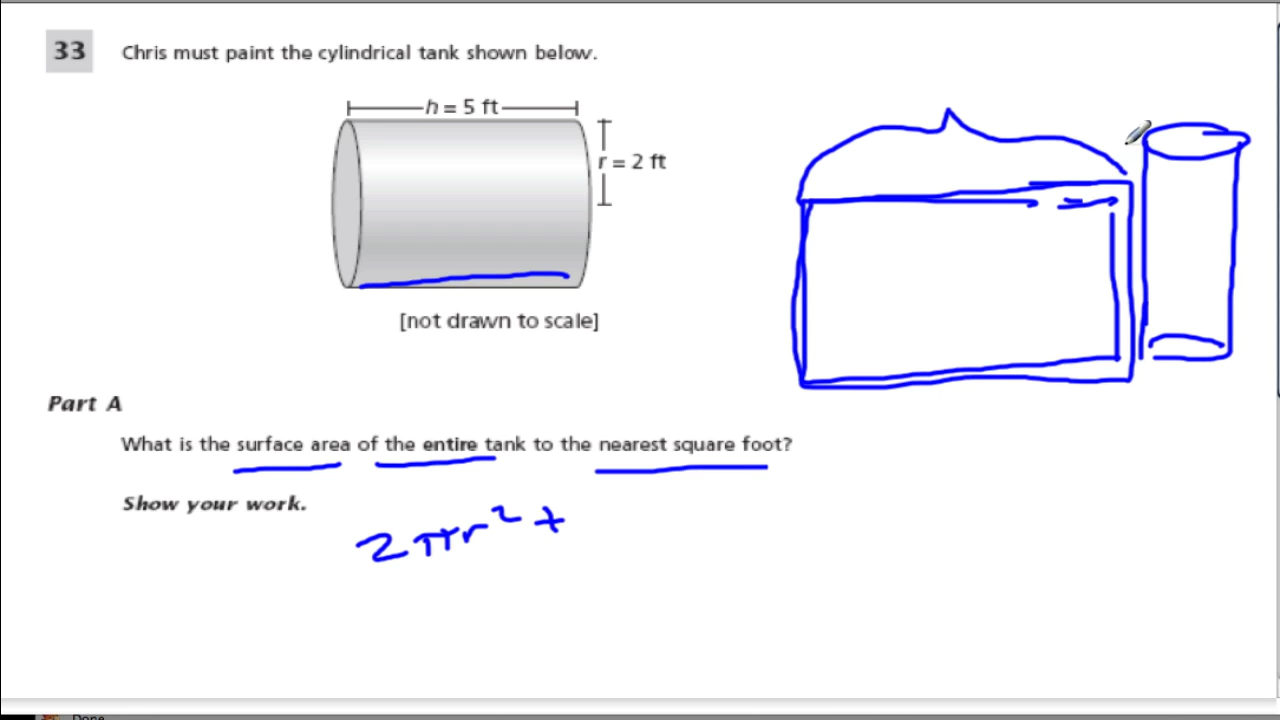 33 Chris must paint the cylindrical tank shown below.
h = 5 ft
r = 2 ft
[not drawn to scale]
Part A
What is the surface area of the entire tank to the nearest square foot?
Show your work.
2πr² +
Done